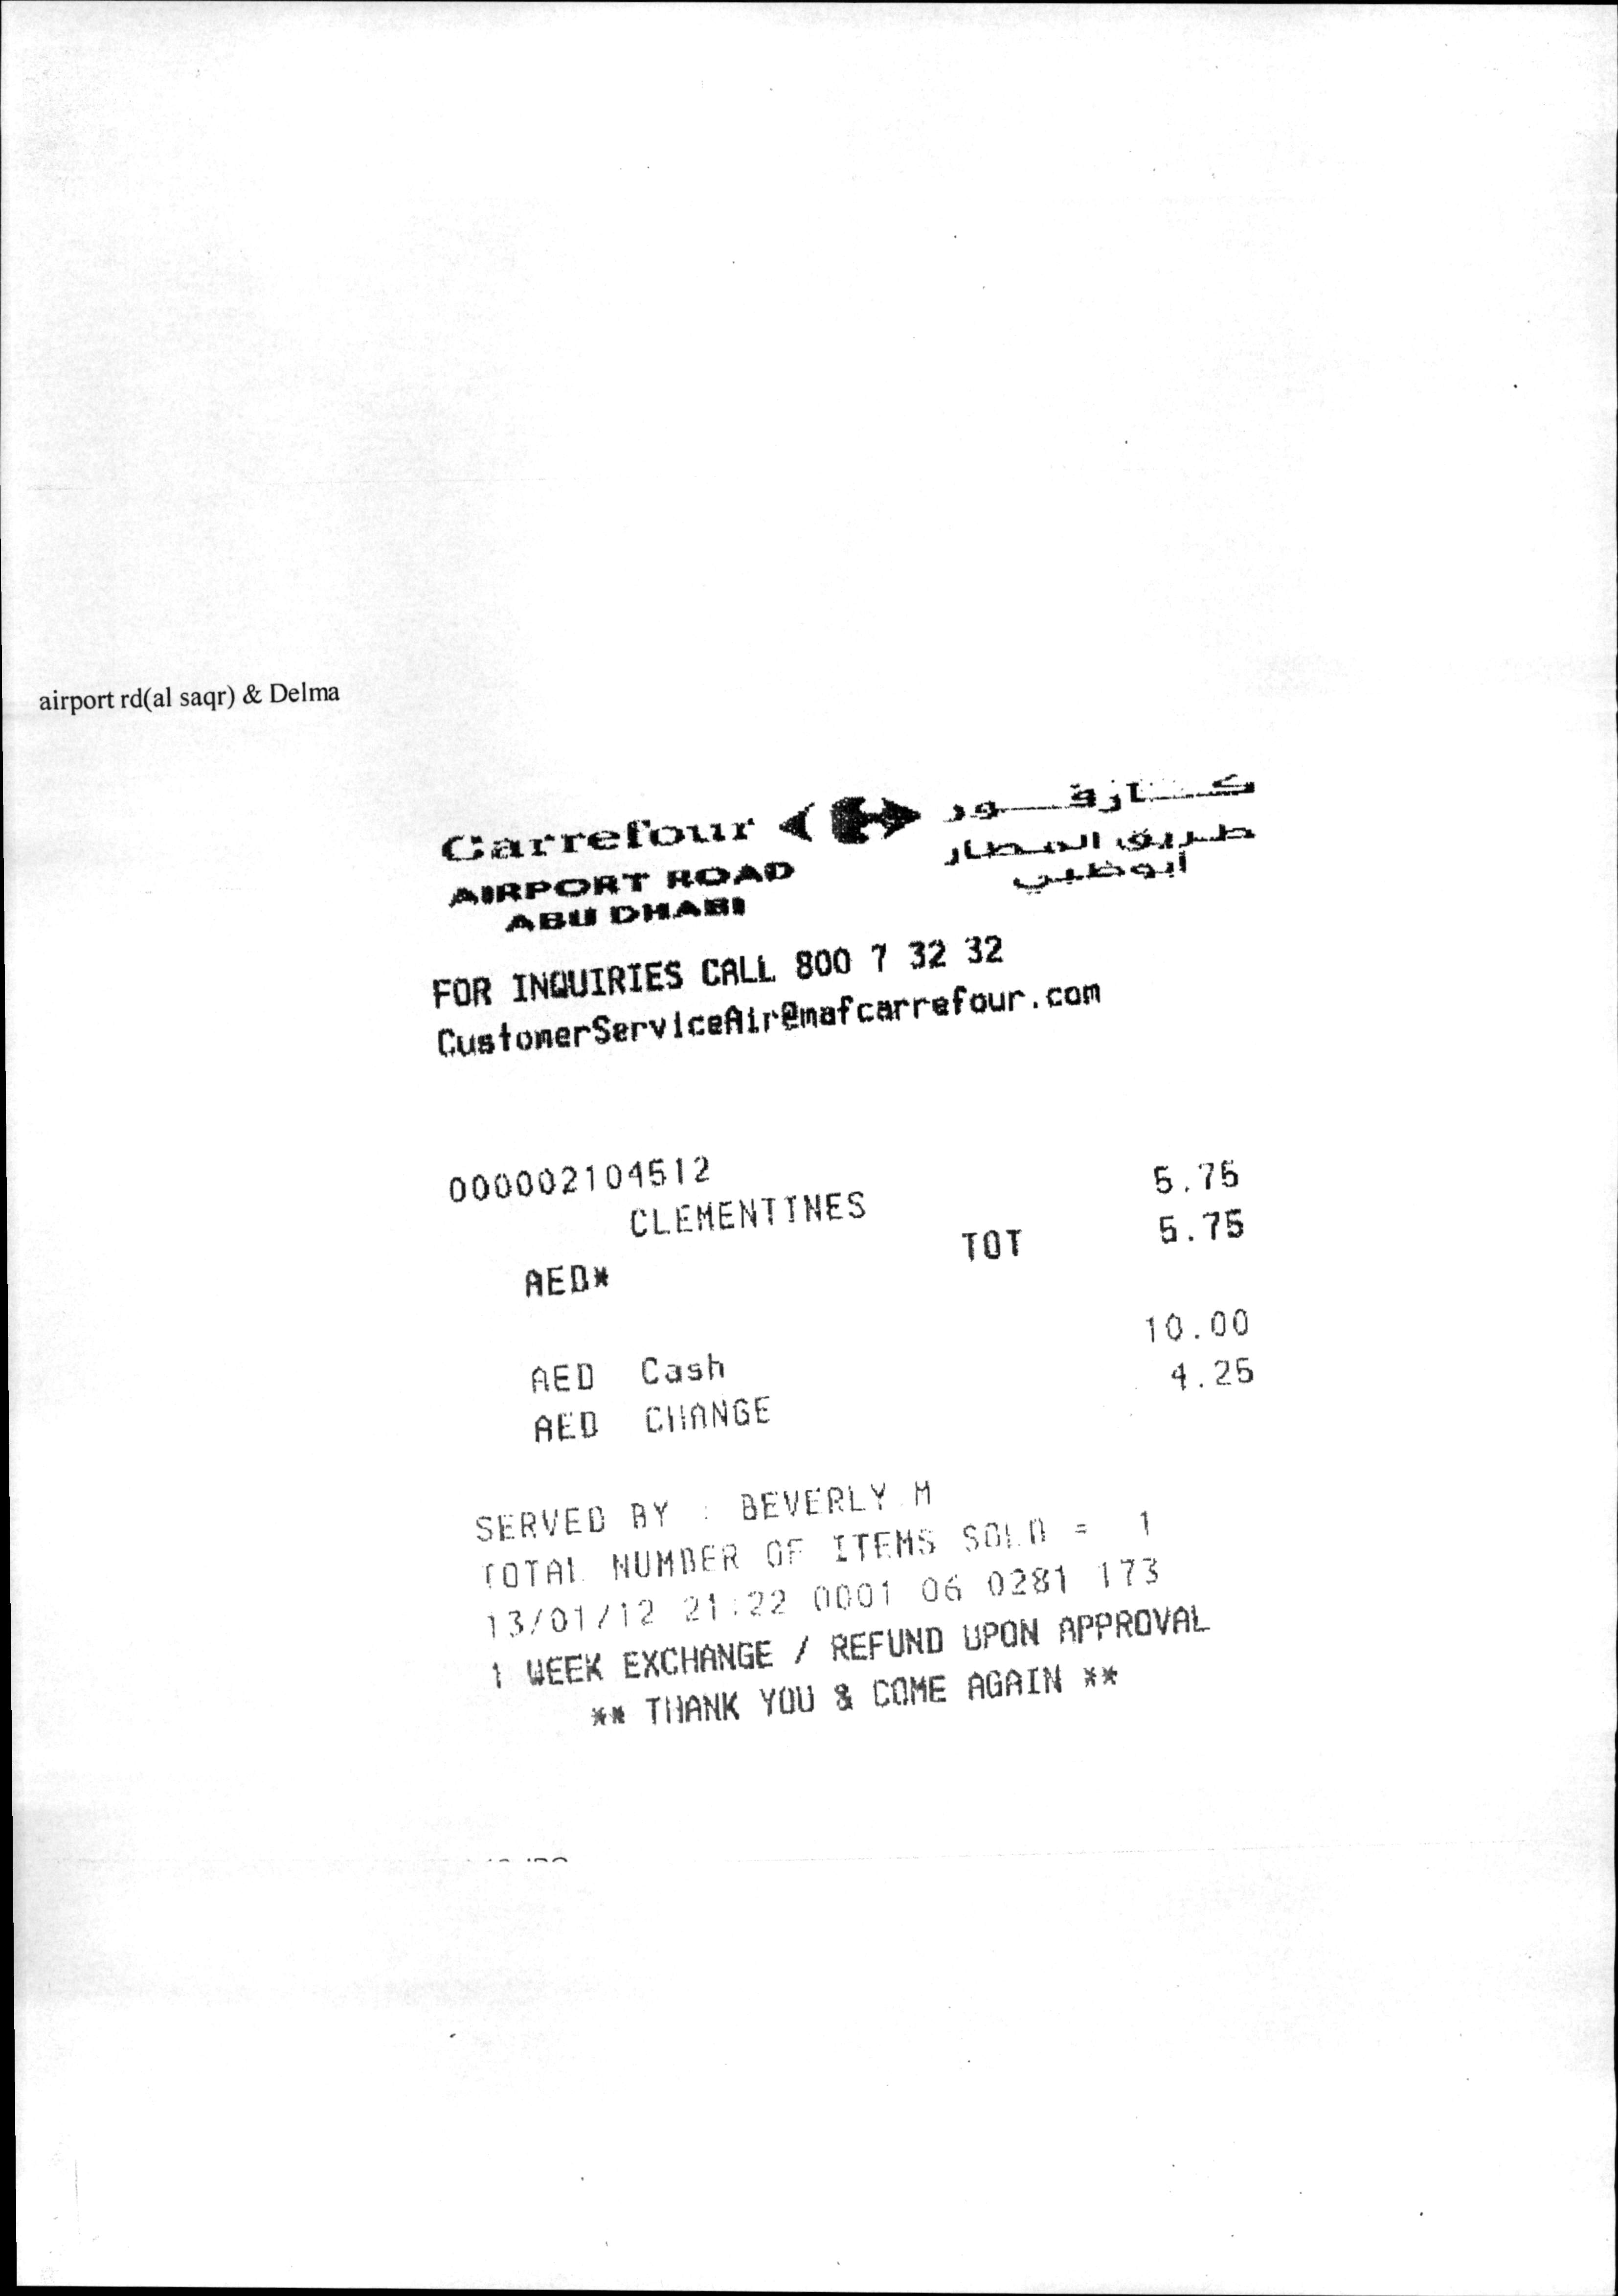 airport rd(al saqr) & Delma
Carrefour كارفور
AIRPORT ROAD طريق المطار
ABU DHABI أبوظبي
FOR INQUIRIES CALL 800 7 32 32
CustomerServiceAir@mafcarrefour.com
000002104512
CLEMENTINES 5.75
AED* TOT 5.75
AED Cash 10.00
AED CHANGE 4.25
SERVED BY : BEVERLY M
TOTAL NUMBER OF ITEMS SOLD = 1
13/01/12 21:22 0001 06 0281 173
1 WEEK EXCHANGE / REFUND UPON APPROVAL
** THANK YOU & COME AGAIN **